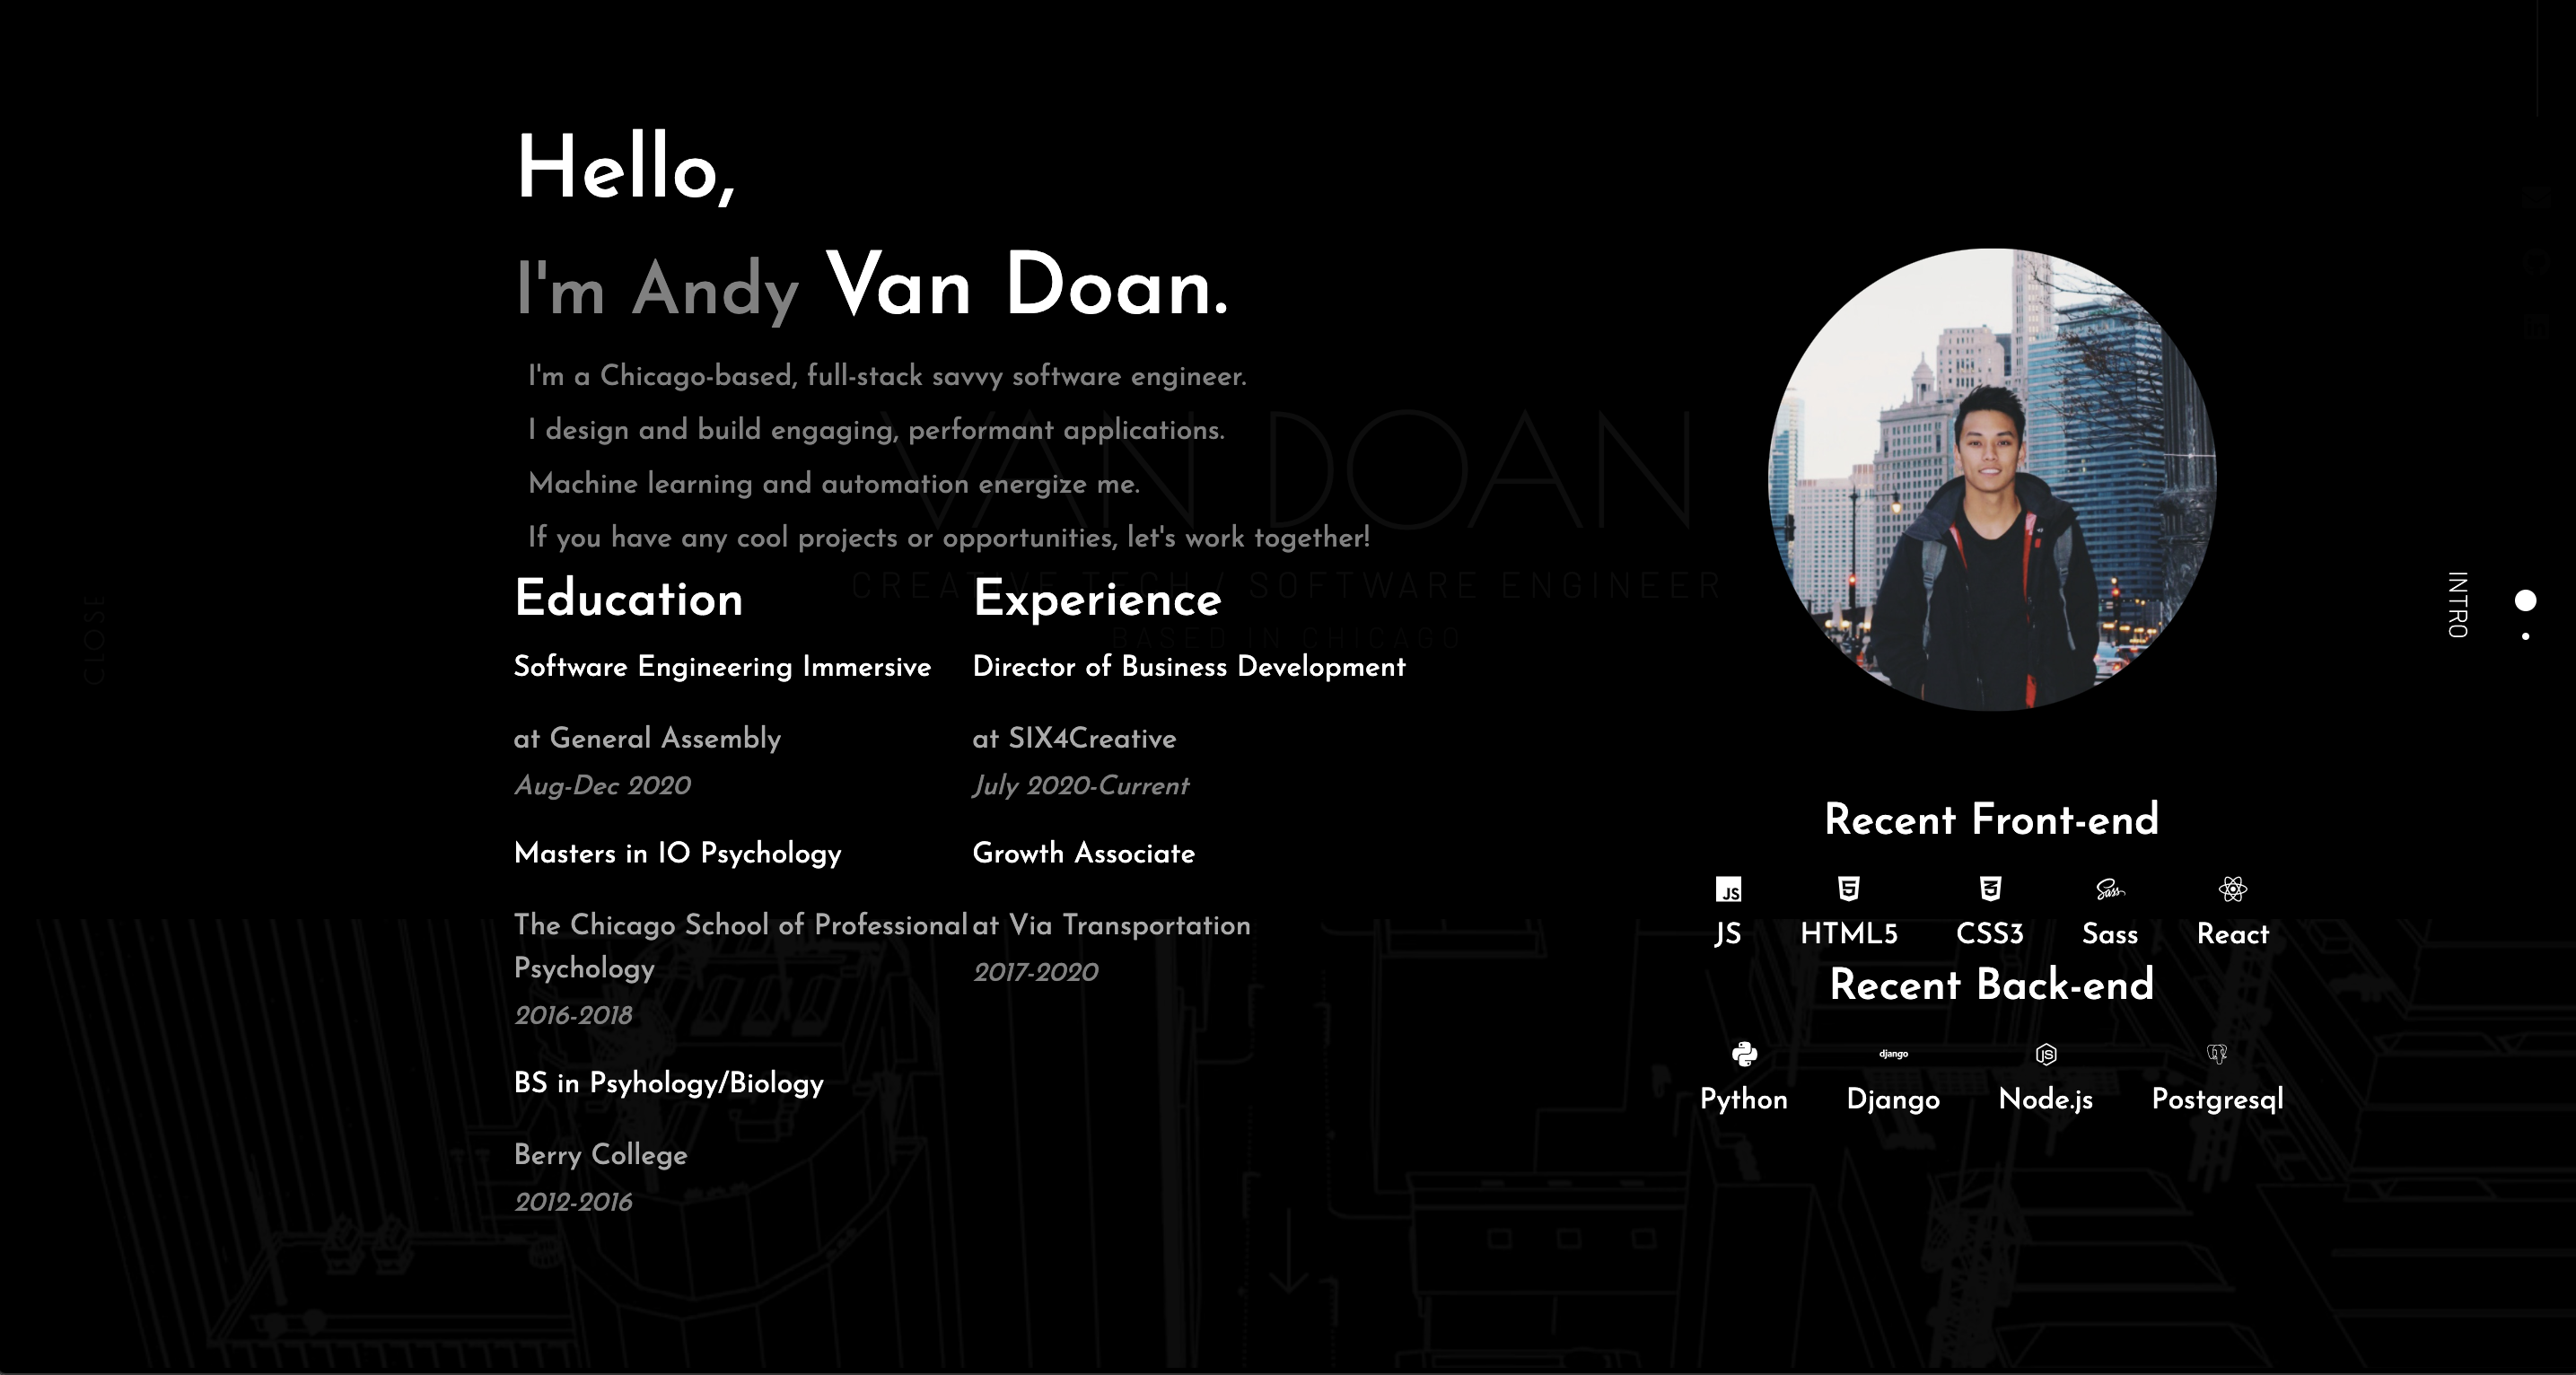 Hello,
I'm Andy Van Doan.
I'm a Chicago-based, full-stack savvy software engineer.
I design and build engaging, performant applications.
Machine learning and automation energize me.
If you have any cool projects or opportunities, let's work together!
VAN DOAN
CREATIVE TECH / SOFTWARE ENGINEER
BASED IN CHICAGO
Education
Software Engineering Immersive
at General Assembly
Aug-Dec 2020
Masters in IO Psychology
The Chicago School of Professional
Psychology
2016-2018
BS in Psyhology/Biology
Berry College
2012-2016
Experience
Director of Business Development
at SIX4Creative
July 2020-Current
Growth Associate
at Via Transportation
2017-2020
Recent Front-end
JS
JS HTML5 CSS3 Sass React
Recent Back-end
django
Python Django Node.js Postgresql
CLOSE
INTRO